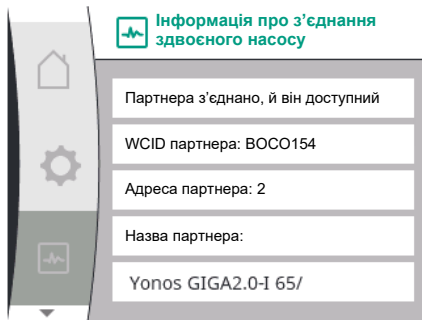 Інформація про з’єднання
здвоєного насосу
Партнера з’єднано, й він доступний
WCID партнера: BOCO154
Адреса партнера: 2
Назва партнера:
Yonos GIGA2.0-I 65/